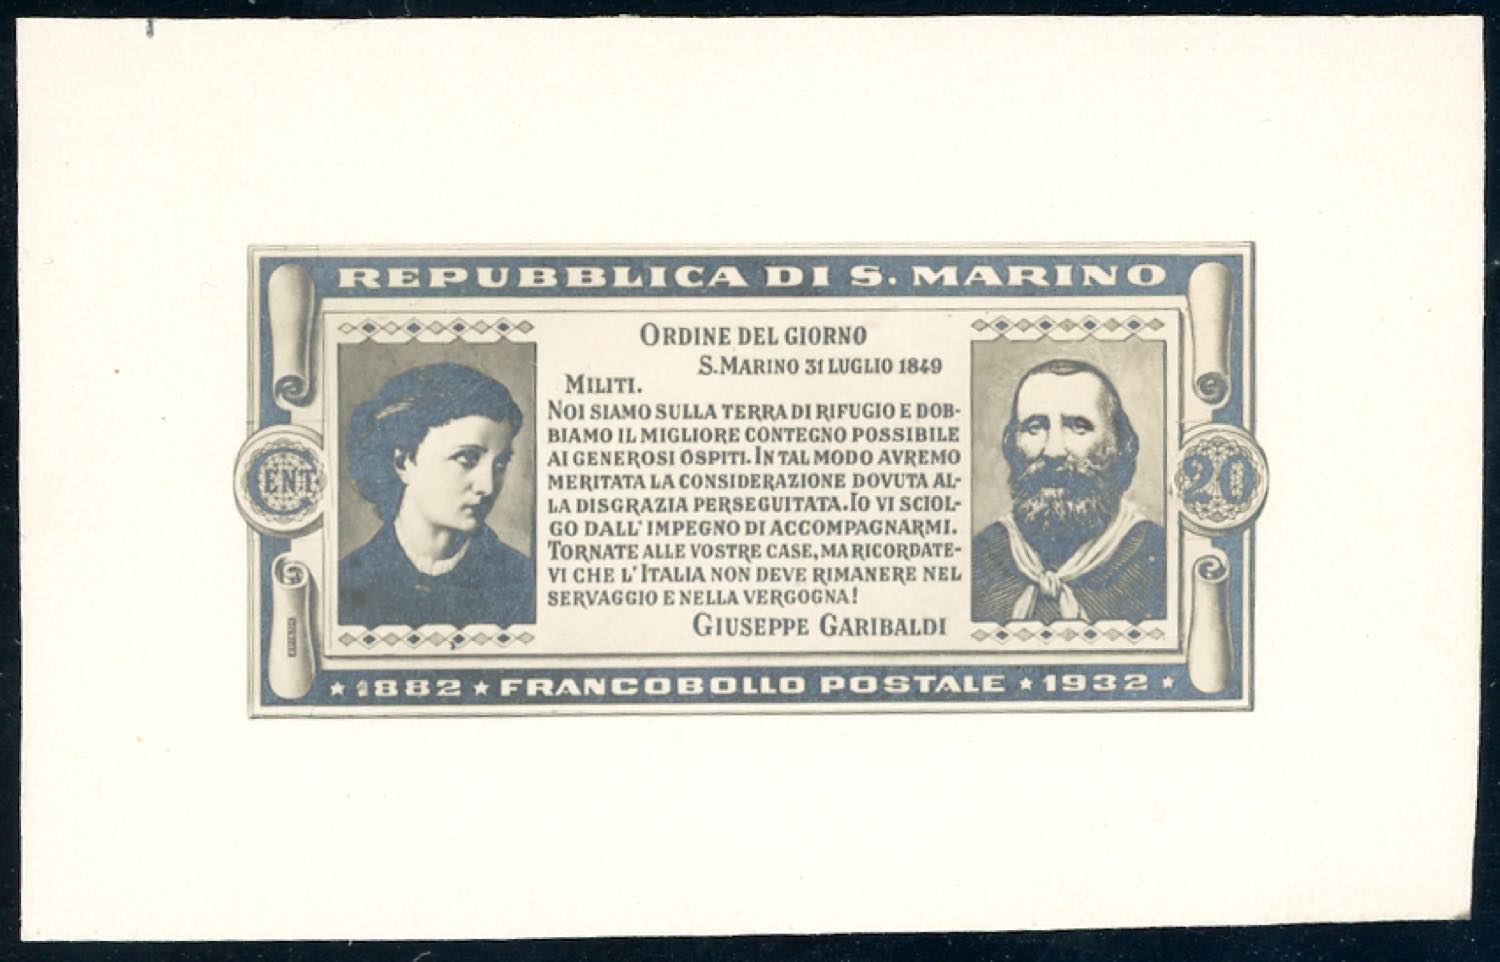 REPUBBLICA DI S. MARINO
ORDINE DEL GIORNO
S. MARINO 31 LUGLIO 1849
MILITI.
NOI SIAMO SULLA TERRA DI RIFUGIO E DOB-
BIAMO IL MIGLIORE CONTEGNO POSSIBILE
AI GENEROSI OSPITI. IN TAL MODO AVREMO
MERITATA LA CONSIDERAZIONE DOVUTA AL-
LA DISGRAZIA PERSEGUITATA. IO VI SCIOL-
GO DALL' IMPEGNO DI ACCOMPAGNARMI.
TORNATE ALLE VOSTRE CASE, MA RICORDATE-
VI CHE L' ITALIA NON DEVE RIMANERE NEL
SERVAGGIO E NELLA VERGOGNA!
GIUSEPPE GARIBALDI
CENT
20
★ 1882 ★ FRANCOBOLLO POSTALE ★ 1932 ★